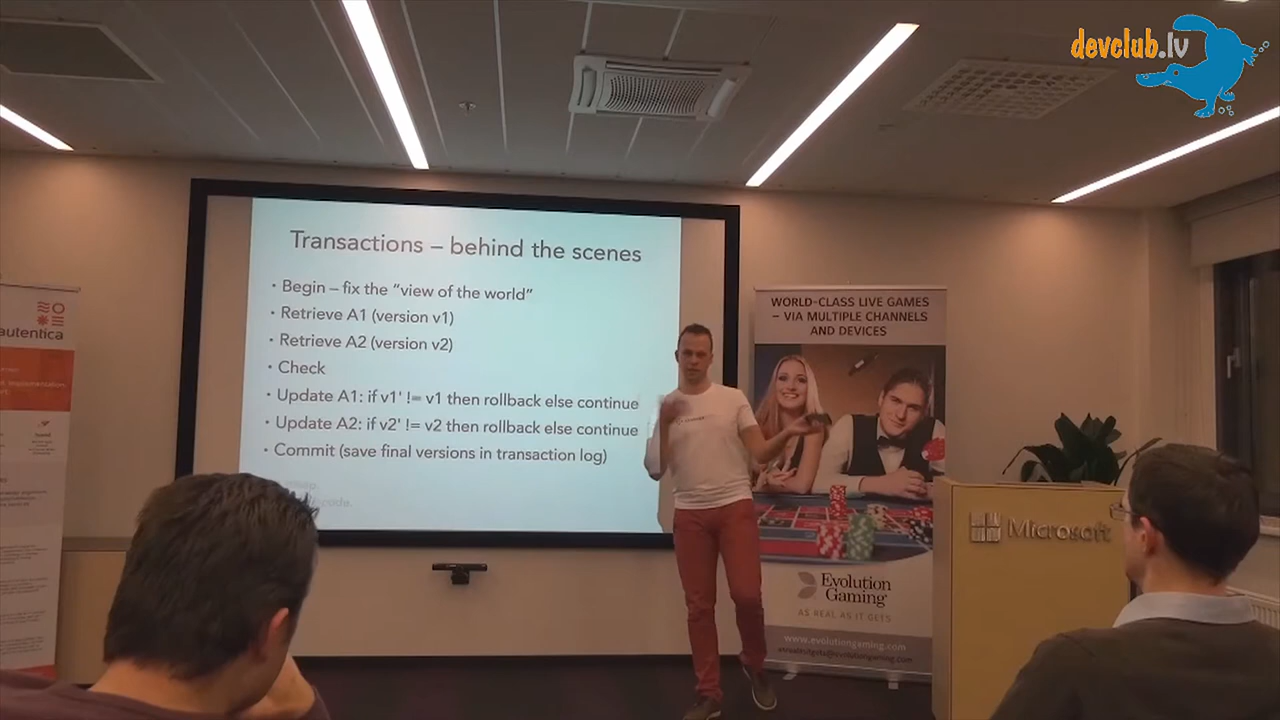 devclub.lv
Transactions – behind the scenes
• Begin – fix the “view of the world”
• Retrieve A1 (version v1)
• Retrieve A2 (version v2)
• Check
• Update A1: if v1' != v1 then rollback else continue
• Update A2: if v2' != v2 then rollback else continue
• Commit (save final versions in transaction log)
autentica
WORLD-CLASS LIVE GAMES
– VIA MULTIPLE CHANNELS
AND DEVICES
Evolution
Gaming
AS REAL AS IT GETS
www.evolutiongaming.com
Microsoft